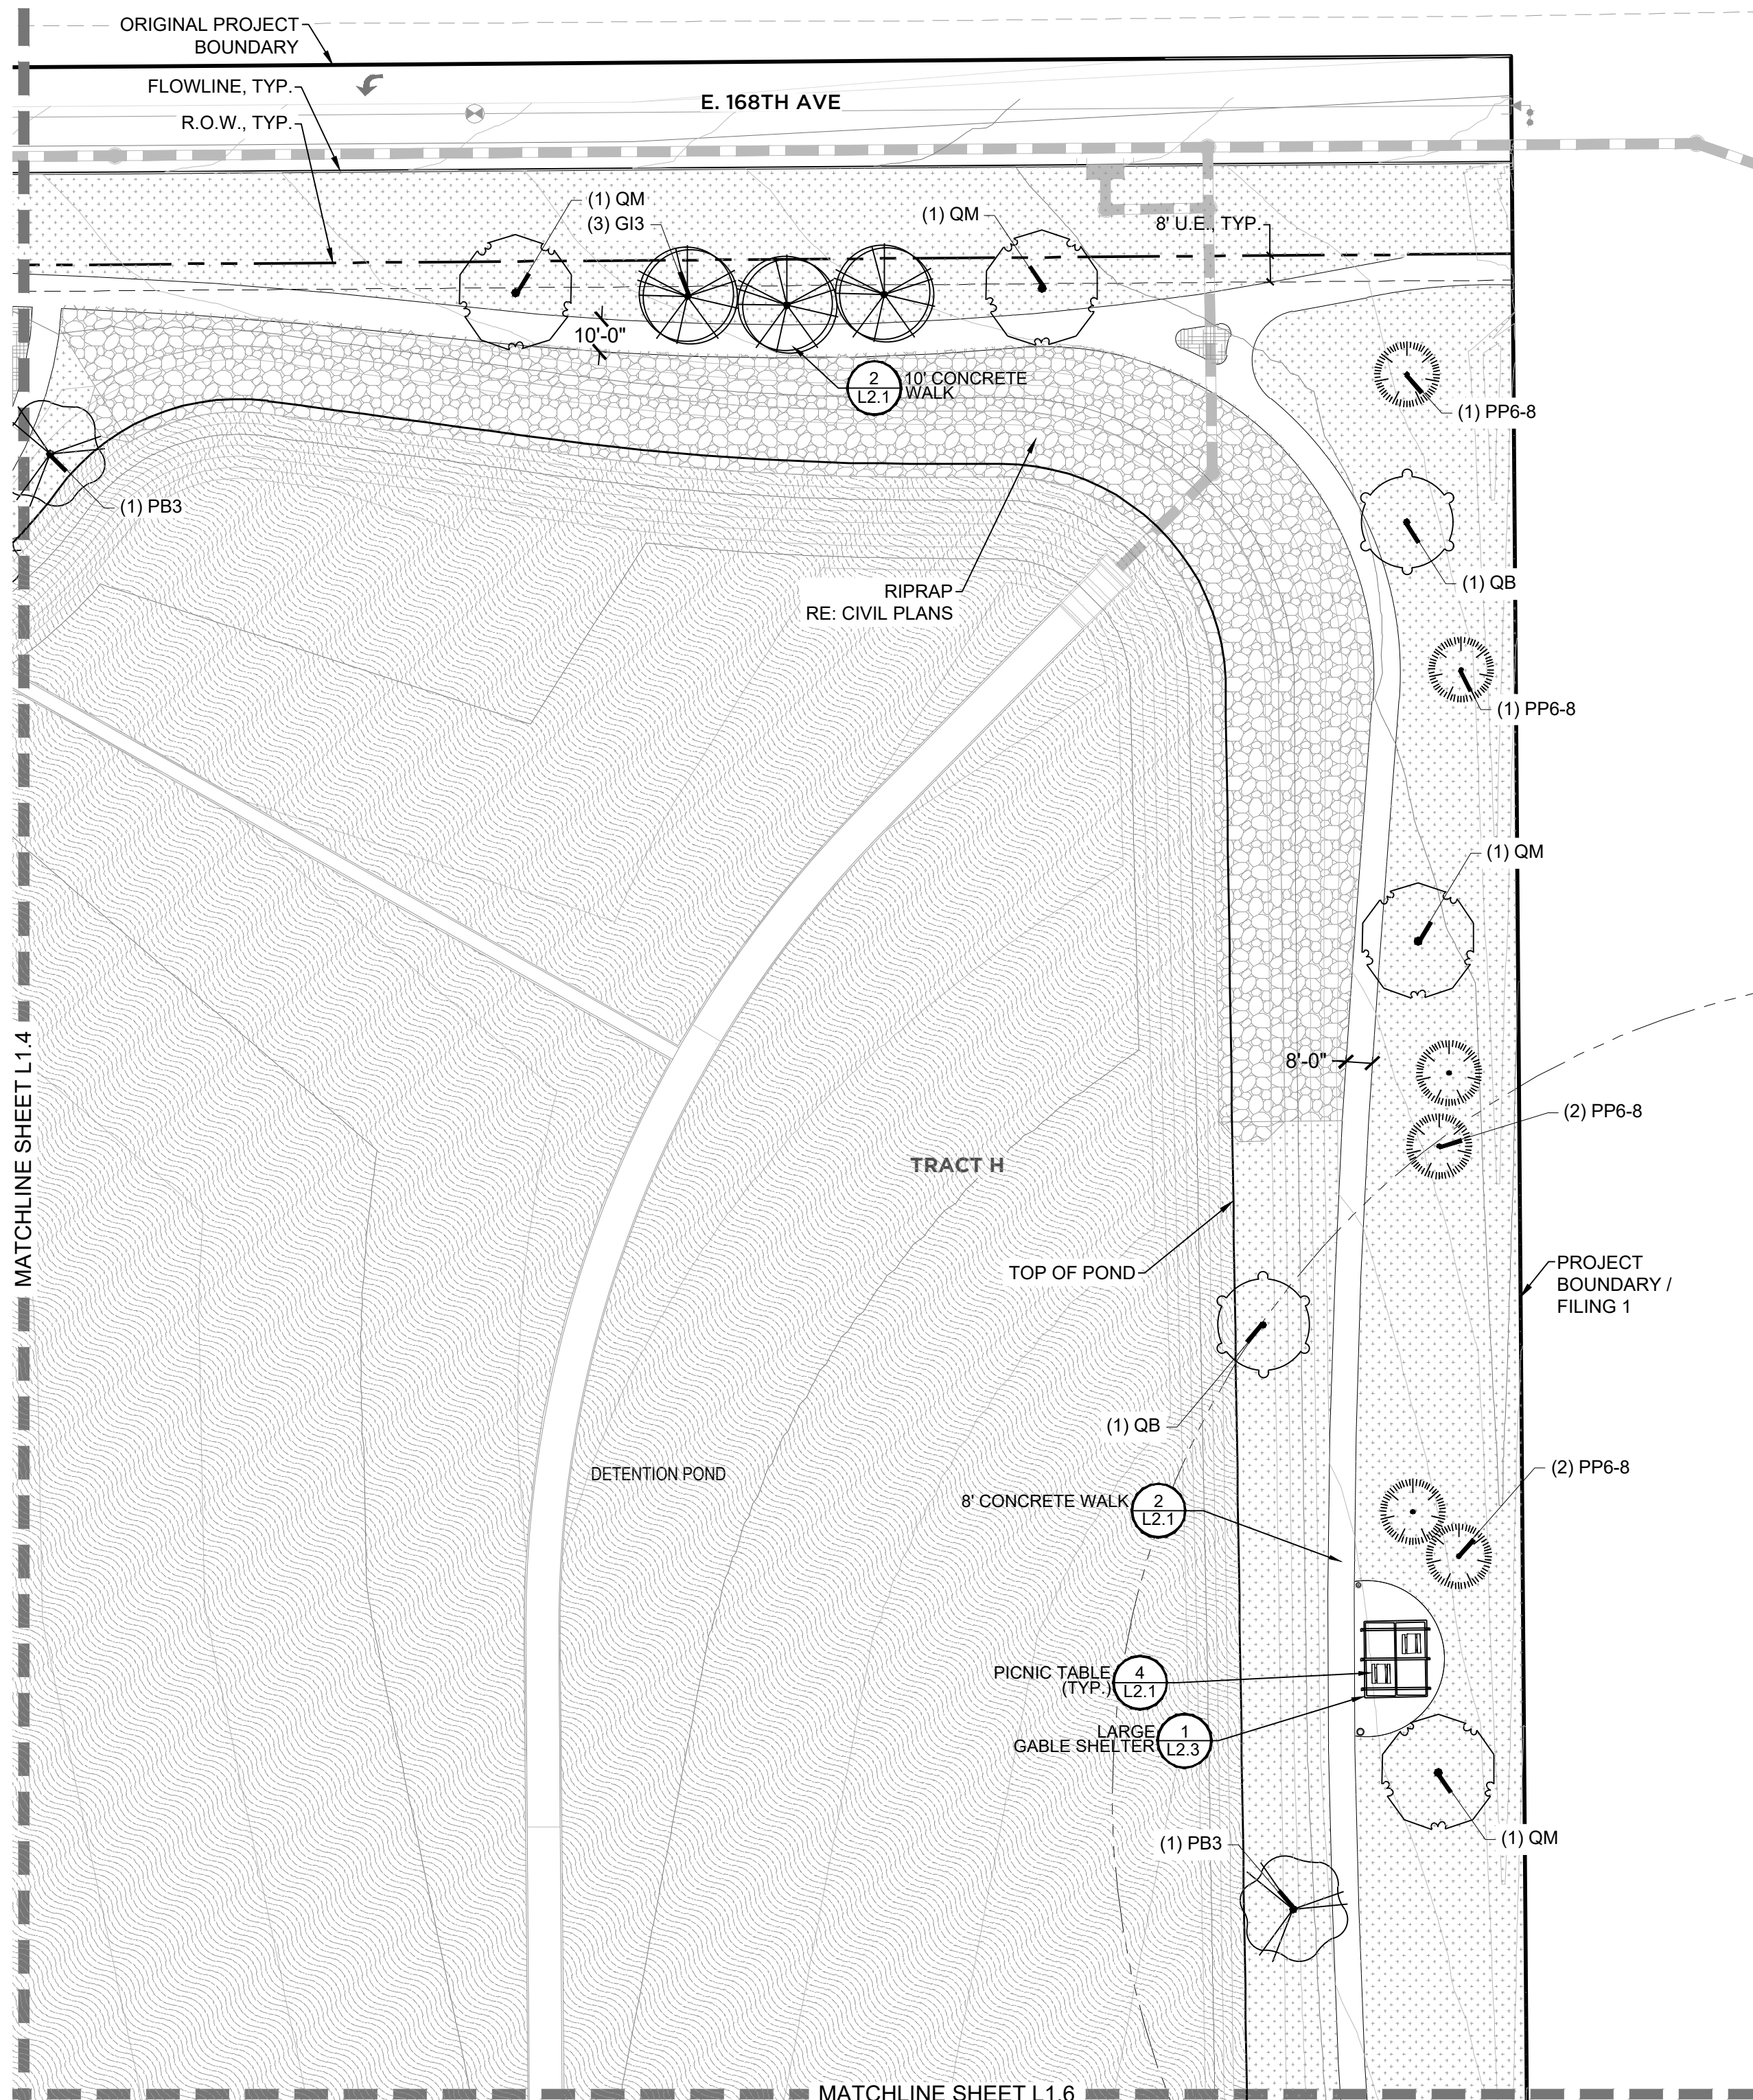 ORIGINAL PROJECT
BOUNDARY
FLOWLINE, TYP.
E. 168TH AVE
R.O.W., TYP.
(1) QM
(3) GI3
(1) QM
8' U.E., TYP.
10'-0"
2
L2.1
10' CONCRETE
WALK
(1) PP6-8
(1) PB3
(1) QB
RIPRAP
RE: CIVIL PLANS
(1) PP6-8
(1) QM
MATCHLINE SHEET L1.4
8'-0"
(2) PP6-8
TRACT H
TOP OF POND
PROJECT
BOUNDARY /
FILING 1
(1) QB
DETENTION POND
(2) PP6-8
8' CONCRETE WALK
2
L2.1
PICNIC TABLE
(TYP.)
4
L2.1
LARGE
GABLE SHELTER
1
L2.3
(1) PB3
(1) QM
MATCHLINE SHEET L1.6